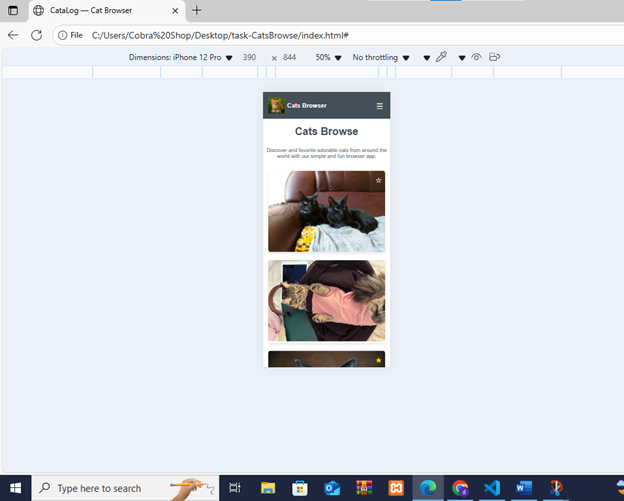 CataLog — Cat Browser
File
C:/Users/Cobra%20Shop/Desktop/task-CatsBrowse/index.html#
Dimensions: iPhone 12 Pro 390 × 844 50% No throttling
Cats Browser
Cats Browse
Discover and favorite adorable cats from around the
world with our simple and fun browser app.
Type here to search